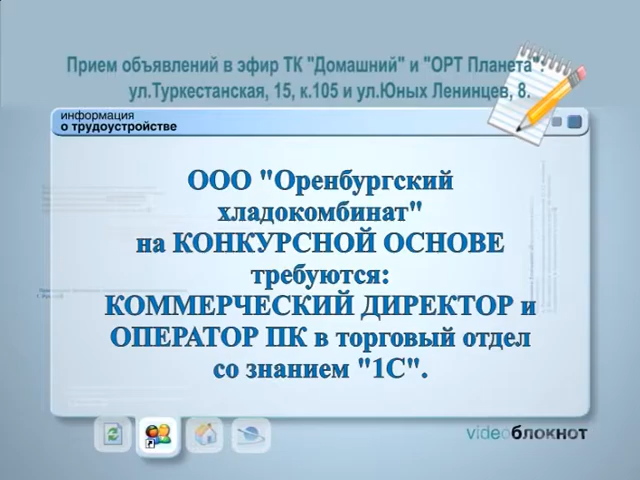 Прием объявлений в эфир ТК "Домашний" и "ОРТ Планета":
ул.Туркестанская, 15, к.105 и ул.Юных Ленинцев, 8.
информация
о трудоустройстве
ООО "Оренбургский
хладокомбинат"
на КОНКУРСНОЙ ОСНОВЕ
требуются:
КОММЕРЧЕСКИЙ ДИРЕКТОР и
ОПЕРАТОР ПК в торговый отдел
со знанием "1С".
videoблокнот